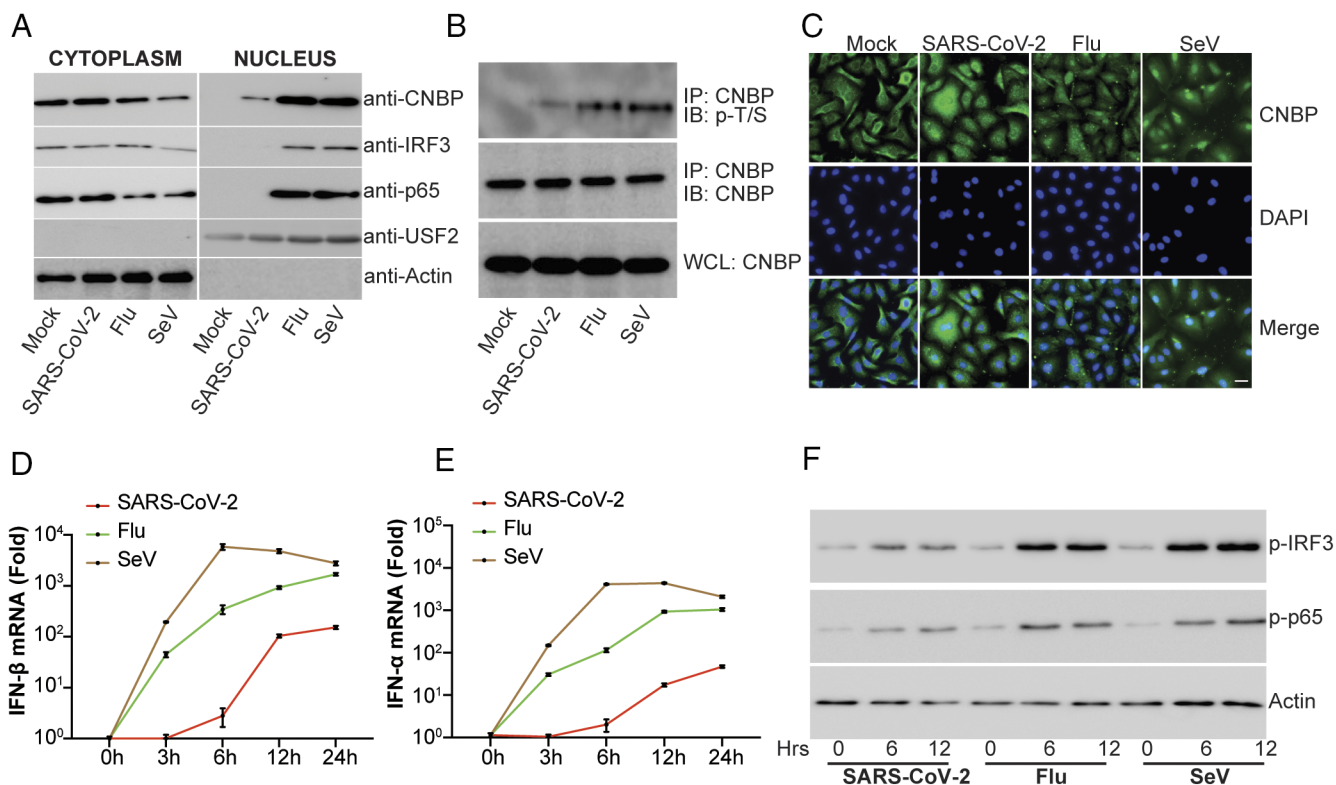 A
CYTOPLASM NUCLEUS
anti-CNBP
anti-IRF3
anti-p65
anti-USF2
anti-Actin
Mock SARS-CoV-2 Flu SeV Mock SARS-CoV-2 Flu SeV
B
IP: CNBP
IB: p-T/S
IP: CNBP
IB: CNBP
WCL: CNBP
Mock SARS-CoV-2 Flu SeV
C
Mock SARS-CoV-2 Flu SeV
CNBP
DAPI
Merge
D
SARS-CoV-2
Flu
SeV
IFN-β mRNA (Fold)
10⁴
10³
10²
10¹
10⁰
0h 3h 6h 12h 24h
E
SARS-CoV-2
Flu
SeV
IFN-α mRNA (Fold)
10⁵
10⁴
10³
10²
10¹
10⁰
0h 3h 6h 12h 24h
F
p-IRF3
p-p65
Actin
Hrs 0 6 12 0 6 12 0 6 12
SARS-CoV-2 Flu SeV